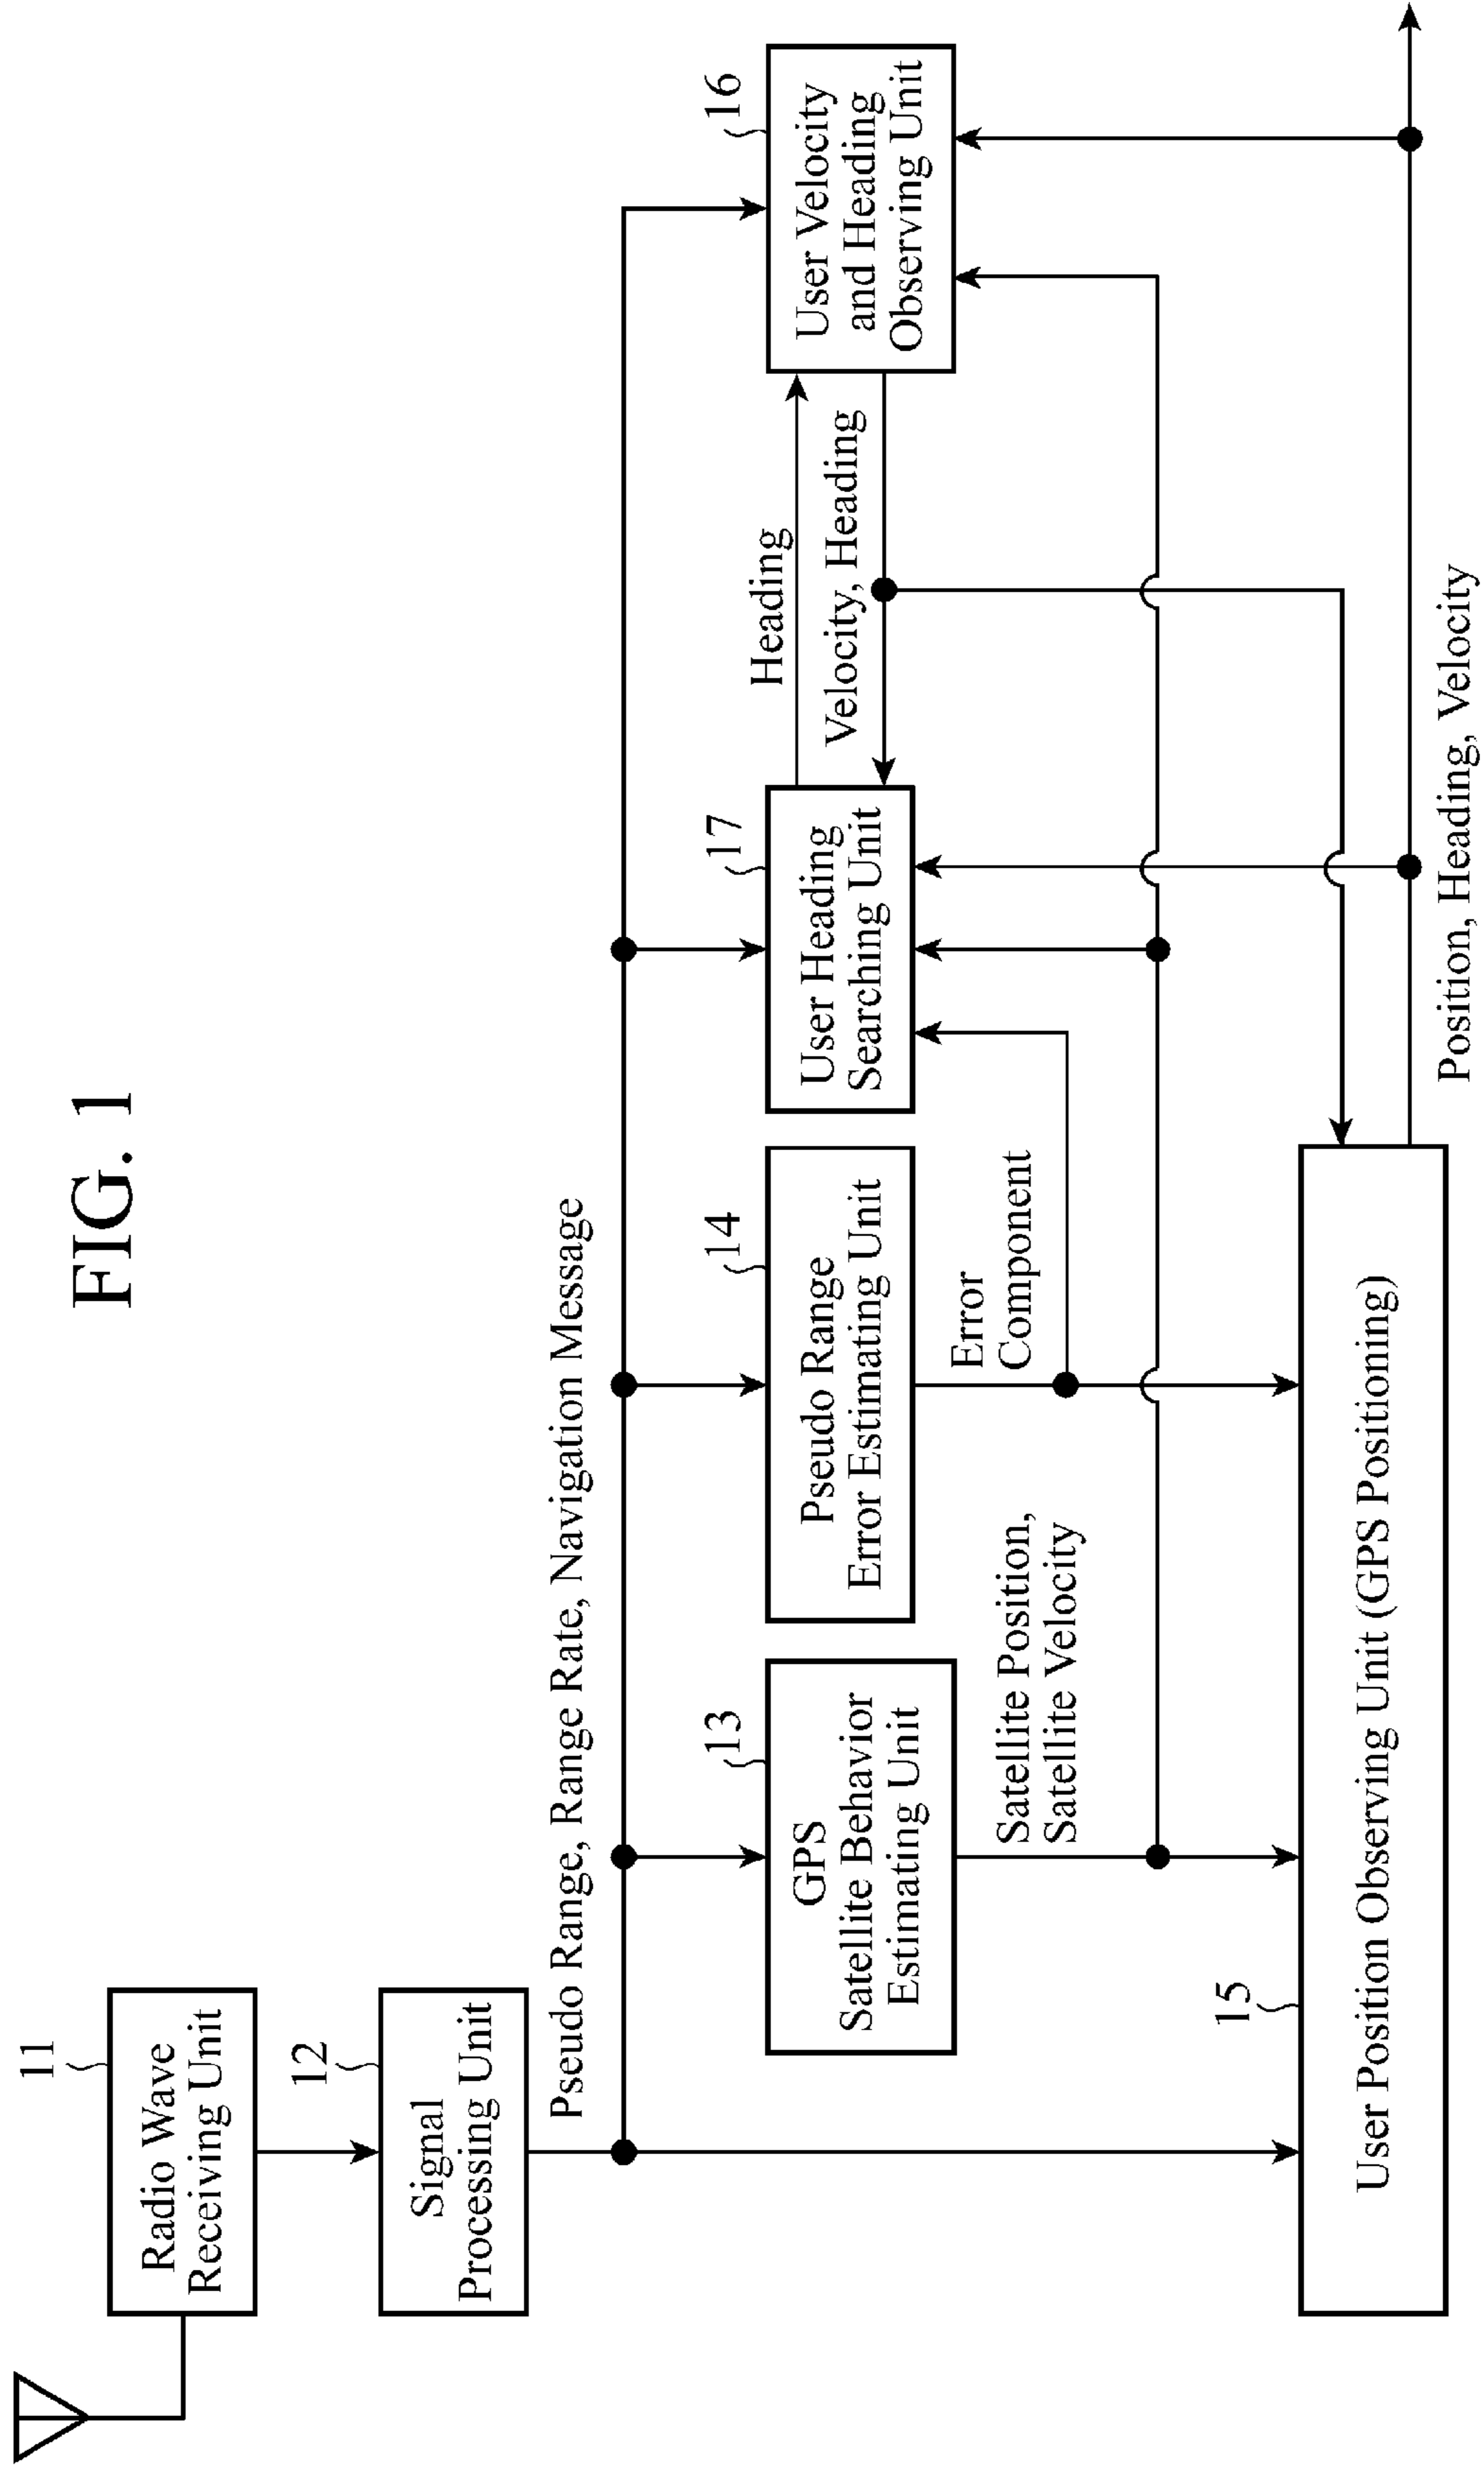 FIG. 1
11
Radio Wave
Receiving Unit
12
Signal
Processing Unit
Pseudo Range, Range Rate, Navigation Message
13
GPS
Satellite Behavior
Estimating Unit
14
Pseudo Range
Error Estimating Unit
17
User Heading
Searching Unit
Heading
Velocity, Heading
16
User Velocity
and Heading
Observing Unit
Satellite Position,
Satellite Velocity
Error
Component
15
User Position Observing Unit (GPS Positioning)
Position, Heading, Velocity